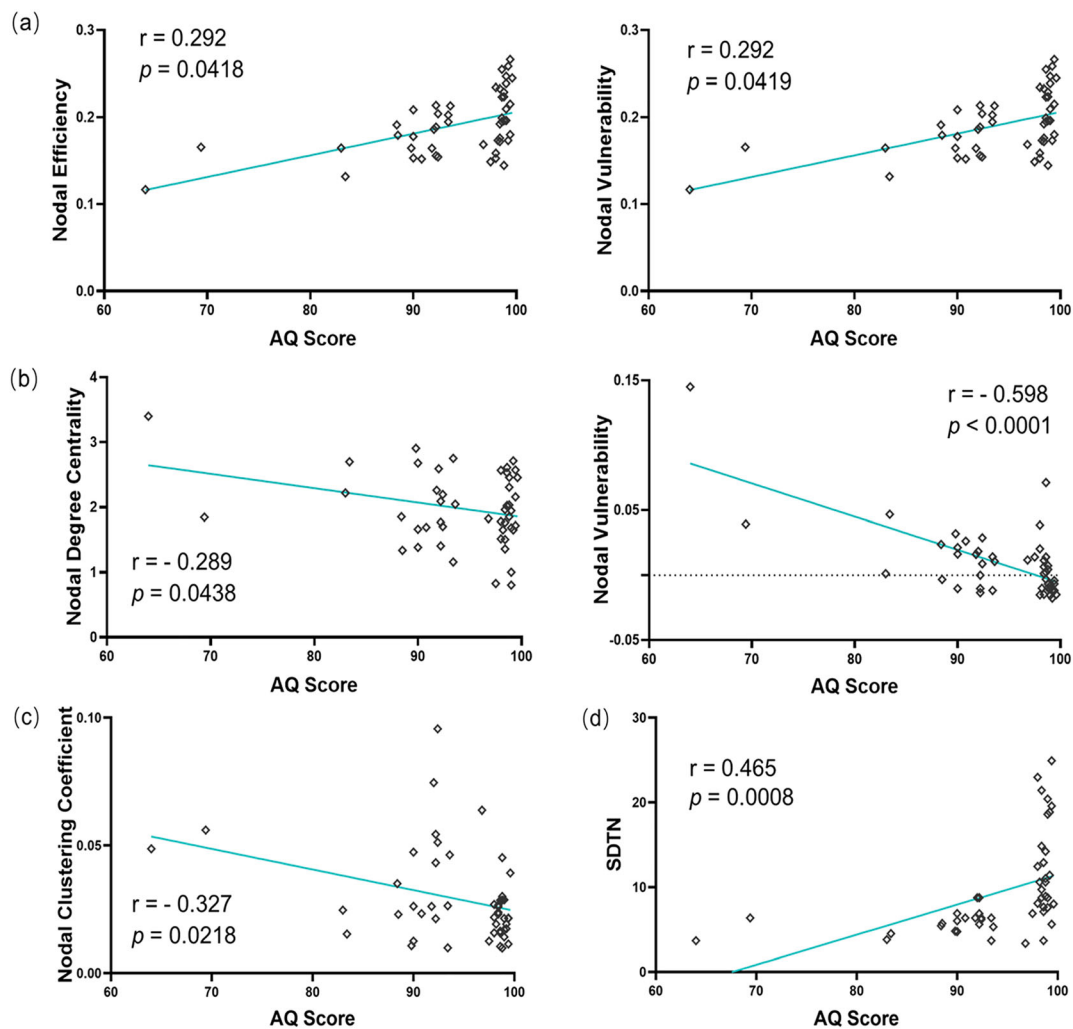 (a)
r = 0.292
p = 0.0418
Nodal Efficiency
0.3
0.2
0.1
0.0
60 70 80 90 100
AQ Score
r = 0.292
p = 0.0419
Nodal Vulnerability
0.3
0.2
0.1
0.0
60 70 80 90 100
AQ Score
(b)
r = - 0.289
p = 0.0438
Nodal Degree Centrality
4
3
2
1
0
60 70 80 90 100
AQ Score
r = - 0.598
p < 0.0001
Nodal Vulnerability
0.15
0.05
-0.05
60 70 80 90 100
AQ Score
(c)
r = - 0.327
p = 0.0218
Nodal Clustering Coefficient
0.10
0.05
0.00
60 70 80 90 100
AQ Score
(d)
r = 0.465
p = 0.0008
SDTN
30
20
10
0
60 70 80 90 100
AQ Score